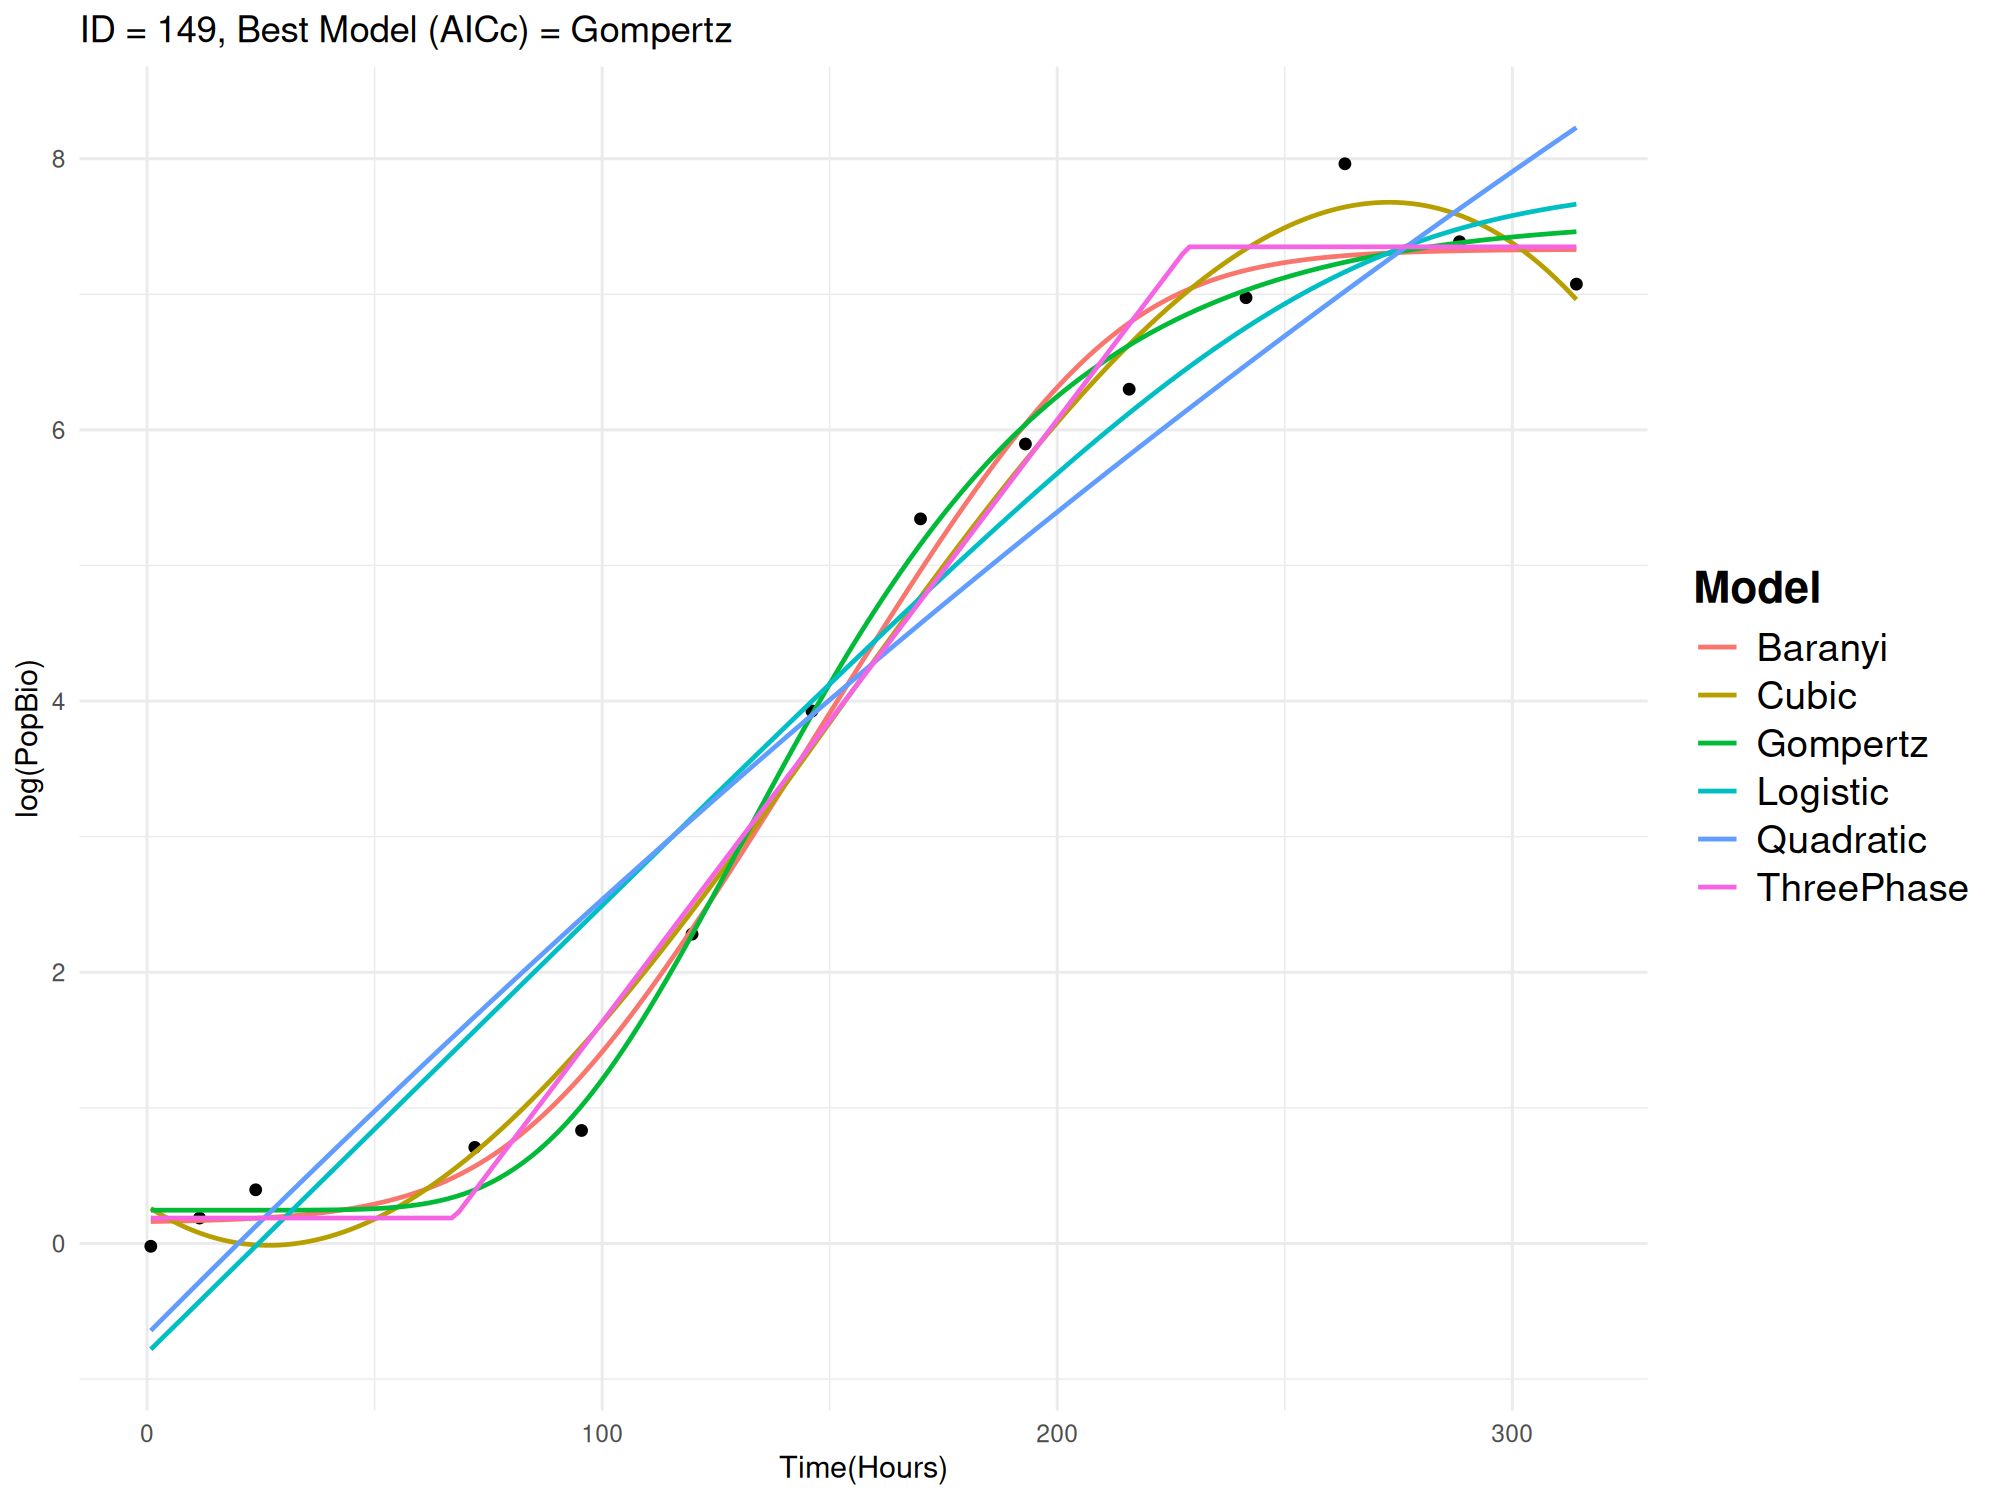 ID = 149, Best Model (AICc) = Gompertz
8
6
4
2
0
log(PopBio)
0
100
200
300
Time(Hours)
Model
Baranyi
Cubic
Gompertz
Logistic
Quadratic
ThreePhase